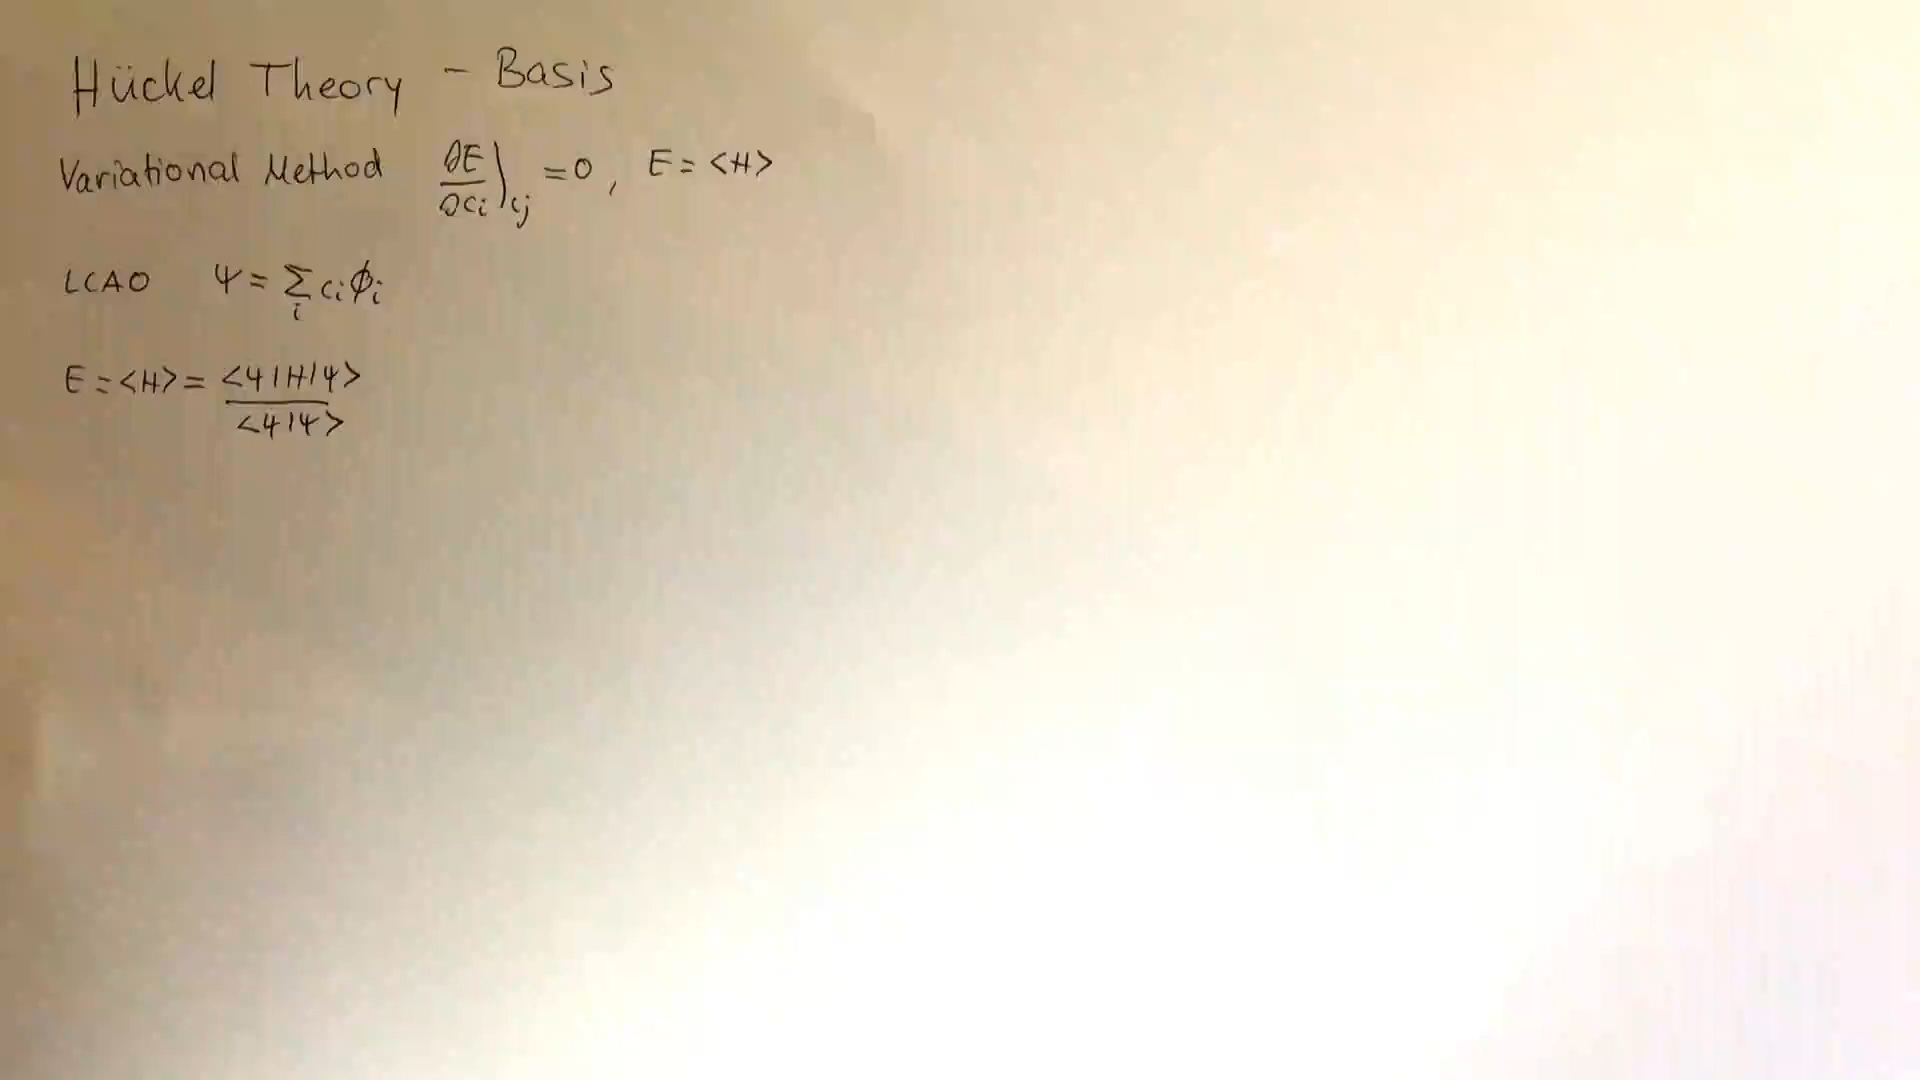 Hückel Theory - Basis
Variational Method ∂E/∂ci)cj = 0, E = <H>
LCAO Ψ = Σi ciϕi
E = <H> = <Ψ|H|Ψ>
<Ψ|Ψ>